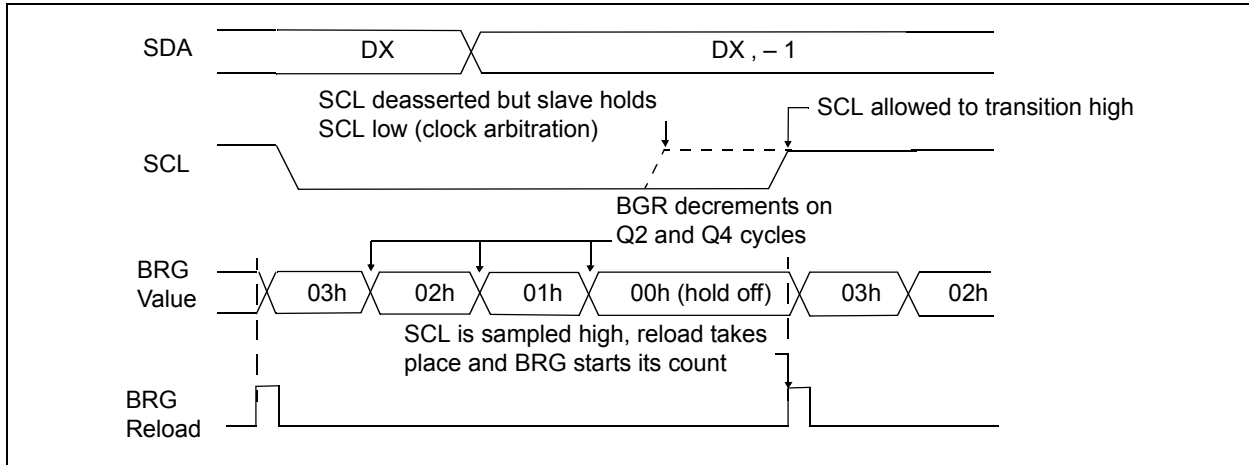 SDA
DX
DX , – 1
SCL deasserted but slave holds
SCL low (clock arbitration)
SCL allowed to transition high
SCL
BGR decrements on
Q2 and Q4 cycles
BRG
Value
03h
02h
01h
00h (hold off)
03h
02h
SCL is sampled high, reload takes
place and BRG starts its count
BRG
Reload